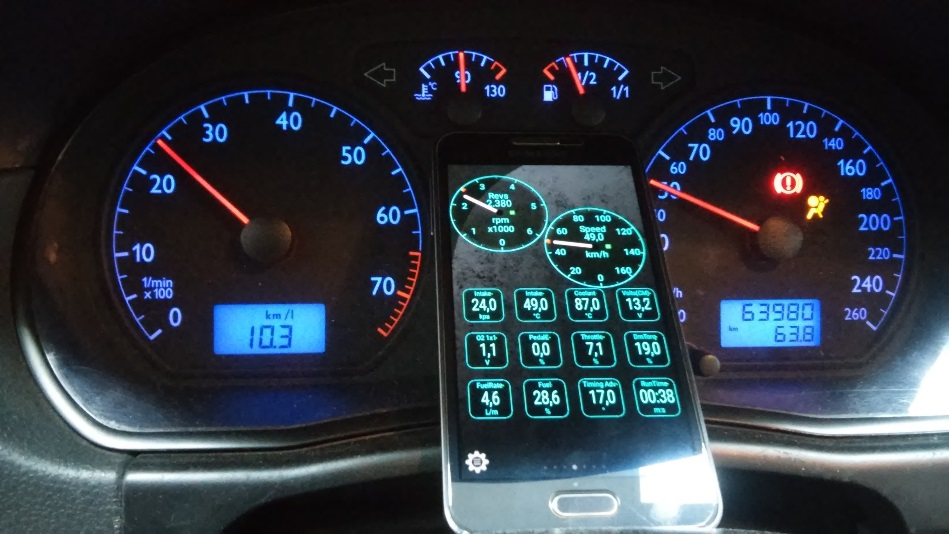 °C
90
130
1/2
1/1
0
10
20
30
40
50
60
70
1/min
x100
km/l
10.3
60
70
80
90
100
120
140
160
180
200
220
240
260
63980
km
63.8
Revs
2.380
rpm
x1000
0
1
2
3
4
5
6
Speed
49,0
km/h
0
20
40
60
80
100
120
140
160
Intake
24,0
kpa
Intake
49,0
°C
Coolant
87,0
°C
Volts(CM)
13,2
V
O2 1x1
1,1
V
PedalE
0,0
%
Throttle
7,1
%
19,0
%
FuelRate
4,6
L/m
Fuel
28,6
%
Timing Adv
17,0
°
RunTime
00:38
m:s